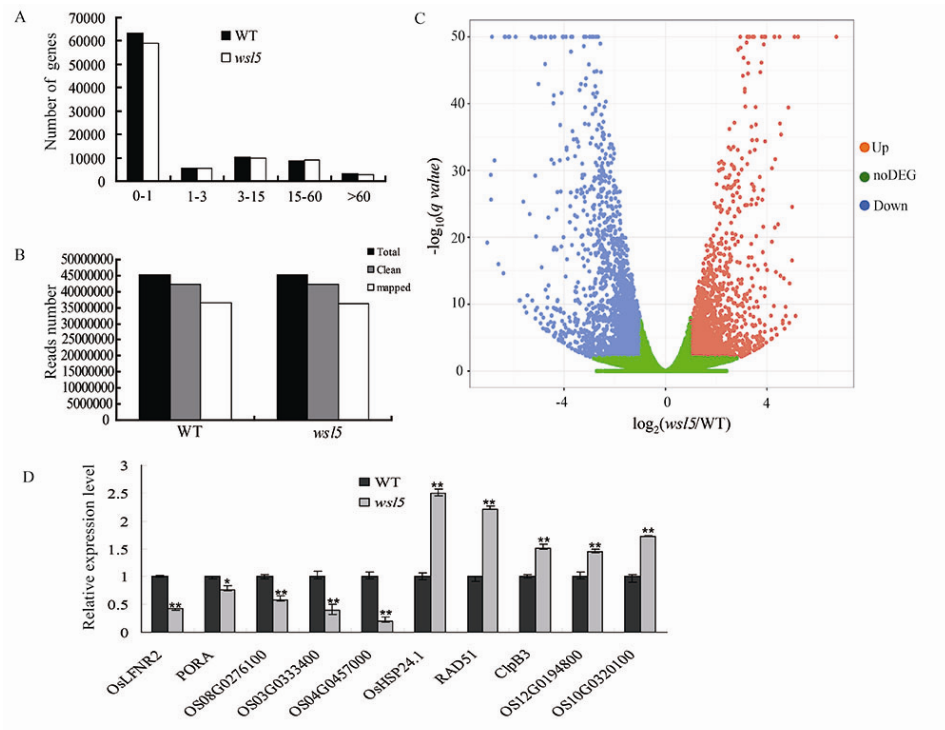 A
70000
60000
50000
40000
30000
20000
10000
0
Number of genes
WT
wsl5
0-1 1-3 3-15 15-60 >60
B
50000000
45000000
40000000
35000000
30000000
25000000
20000000
15000000
10000000
5000000
0
Reads number
Total
Clean
mapped
WT wsl5
C
50
40
30
20
10
0
-log10(q value)
-4 0 4
log2(wsl5/WT)
Up
noDEG
Down
D
3
2.5
2
1.5
1
0.5
0
Relative expression level
WT
wsl5
** * ** ** ** ** ** ** ** **
OsLFNR2
PORA
OS08G0276100
OS03G0333400
OS04G0457000
OsHSP24.1
RAD51
ClpB3
OS12G0194800
OS10G0320100